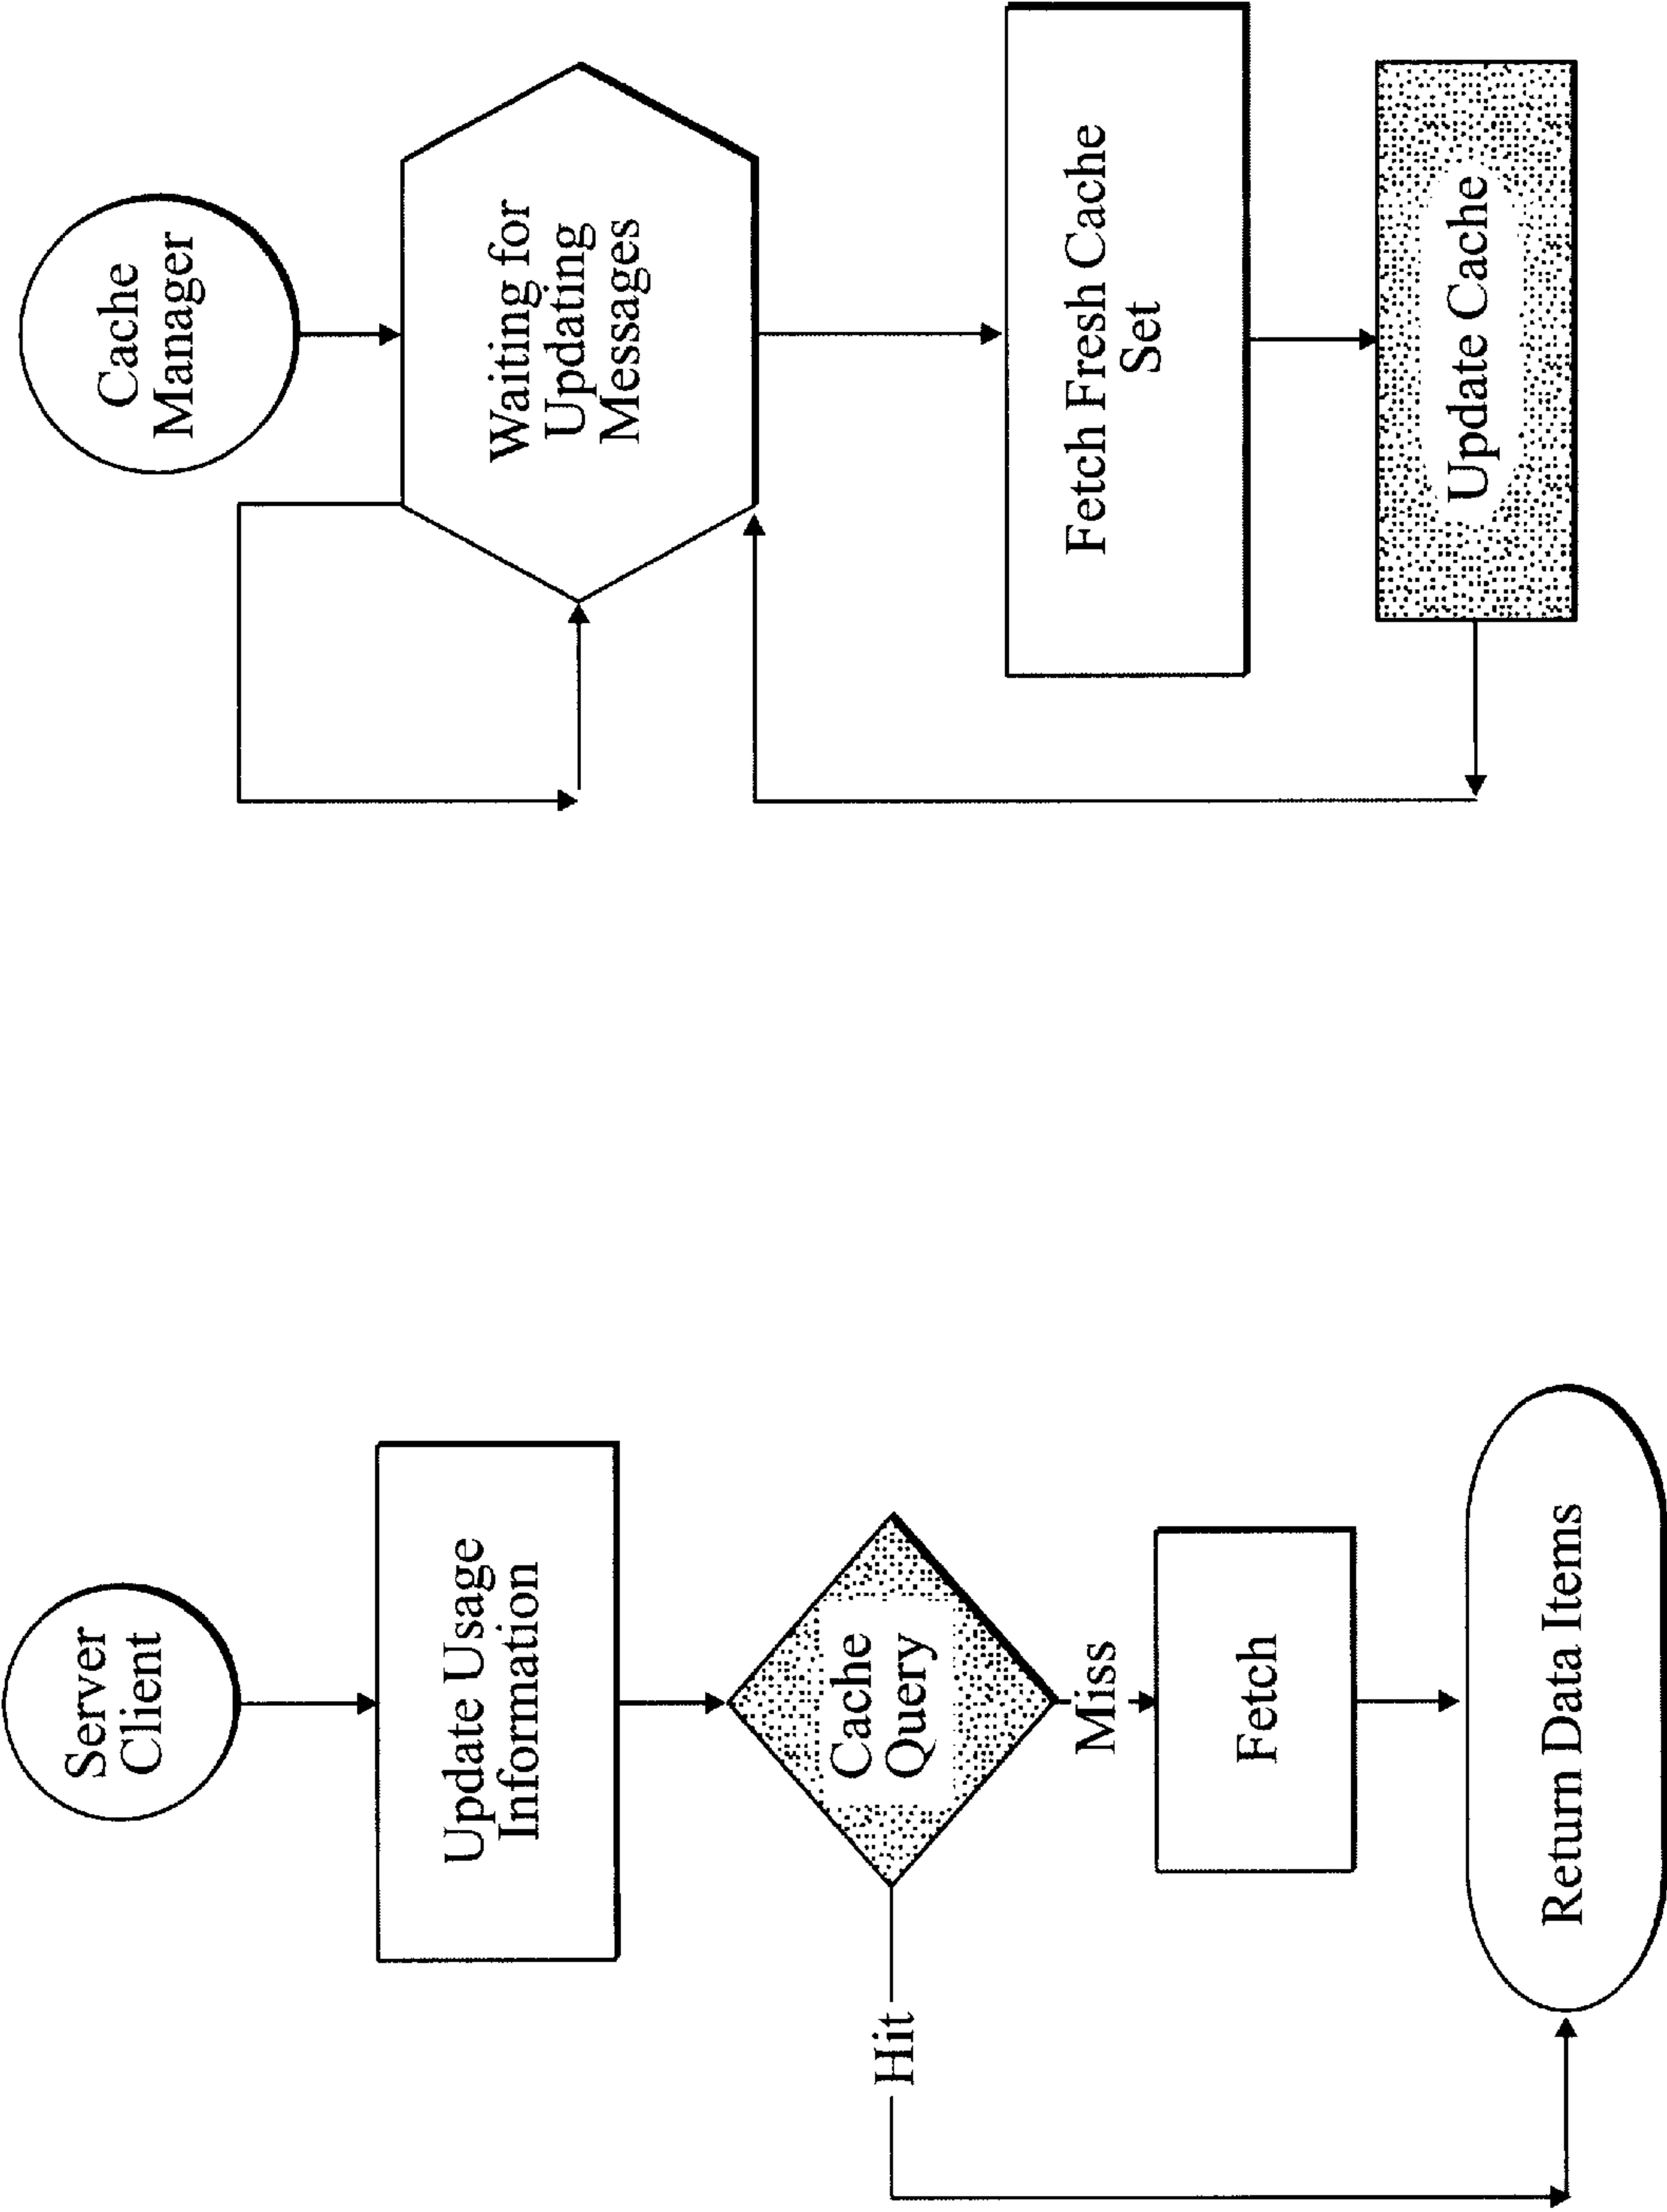 Server
Client
Update Usage
Information
Cache
Query
Hit
Miss
Fetch
Return Data Items
Cache
Manager
Waiting for
Updating
Messages
Fetch Fresh Cache
Set
Update Cache